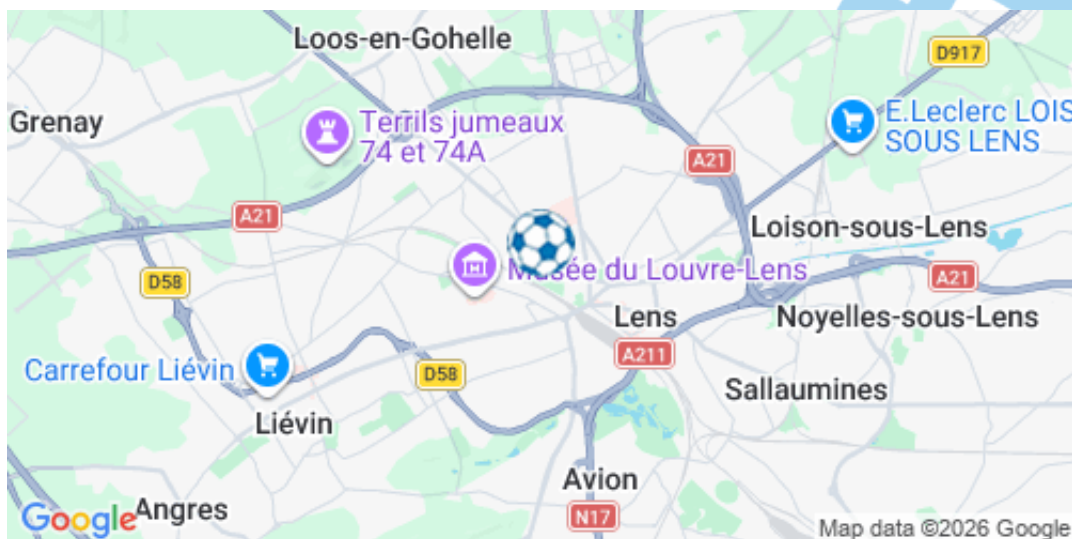 Loos-en-Gohelle
D917
Grenay
Terrils jumeaux
74 et 74A
E.Leclerc LOIS
SOUS LENS
A21
A21
Loison-sous-Lens
Musée du Louvre-Lens
A21
D58
Lens
Noyelles-sous-Lens
A211
Carrefour Liévin
D58
Sallaumines
Liévin
Avion
Google
Angres
N17
Map data ©2026 Google